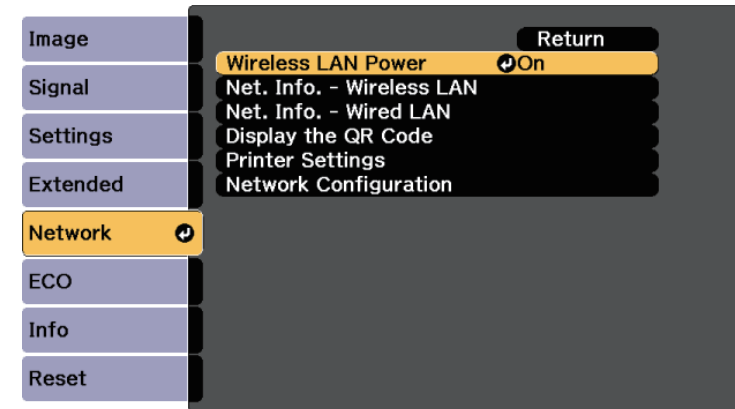 Image
Signal
Settings
Extended
Network
ECO
Info
Reset
Return
Wireless LAN Power On
Net. Info. - Wireless LAN
Net. Info. - Wired LAN
Display the QR Code
Printer Settings
Network Configuration